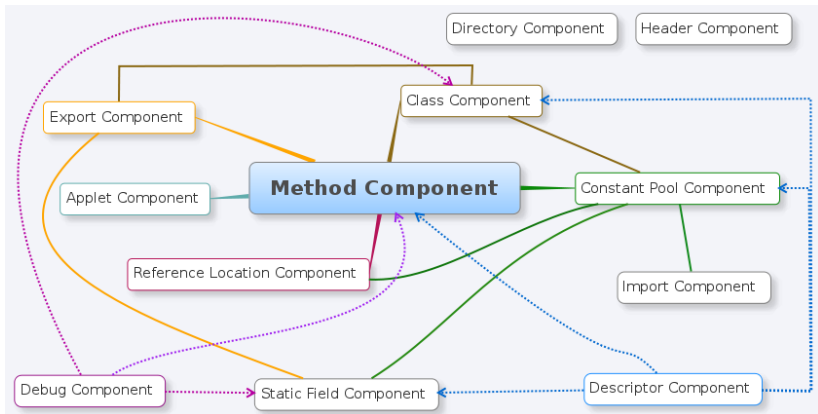 Directory Component
Header Component
Class Component
Export Component
Method Component
Constant Pool Component
Applet Component
Reference Location Component
Import Component
Debug Component
Static Field Component
Descriptor Component